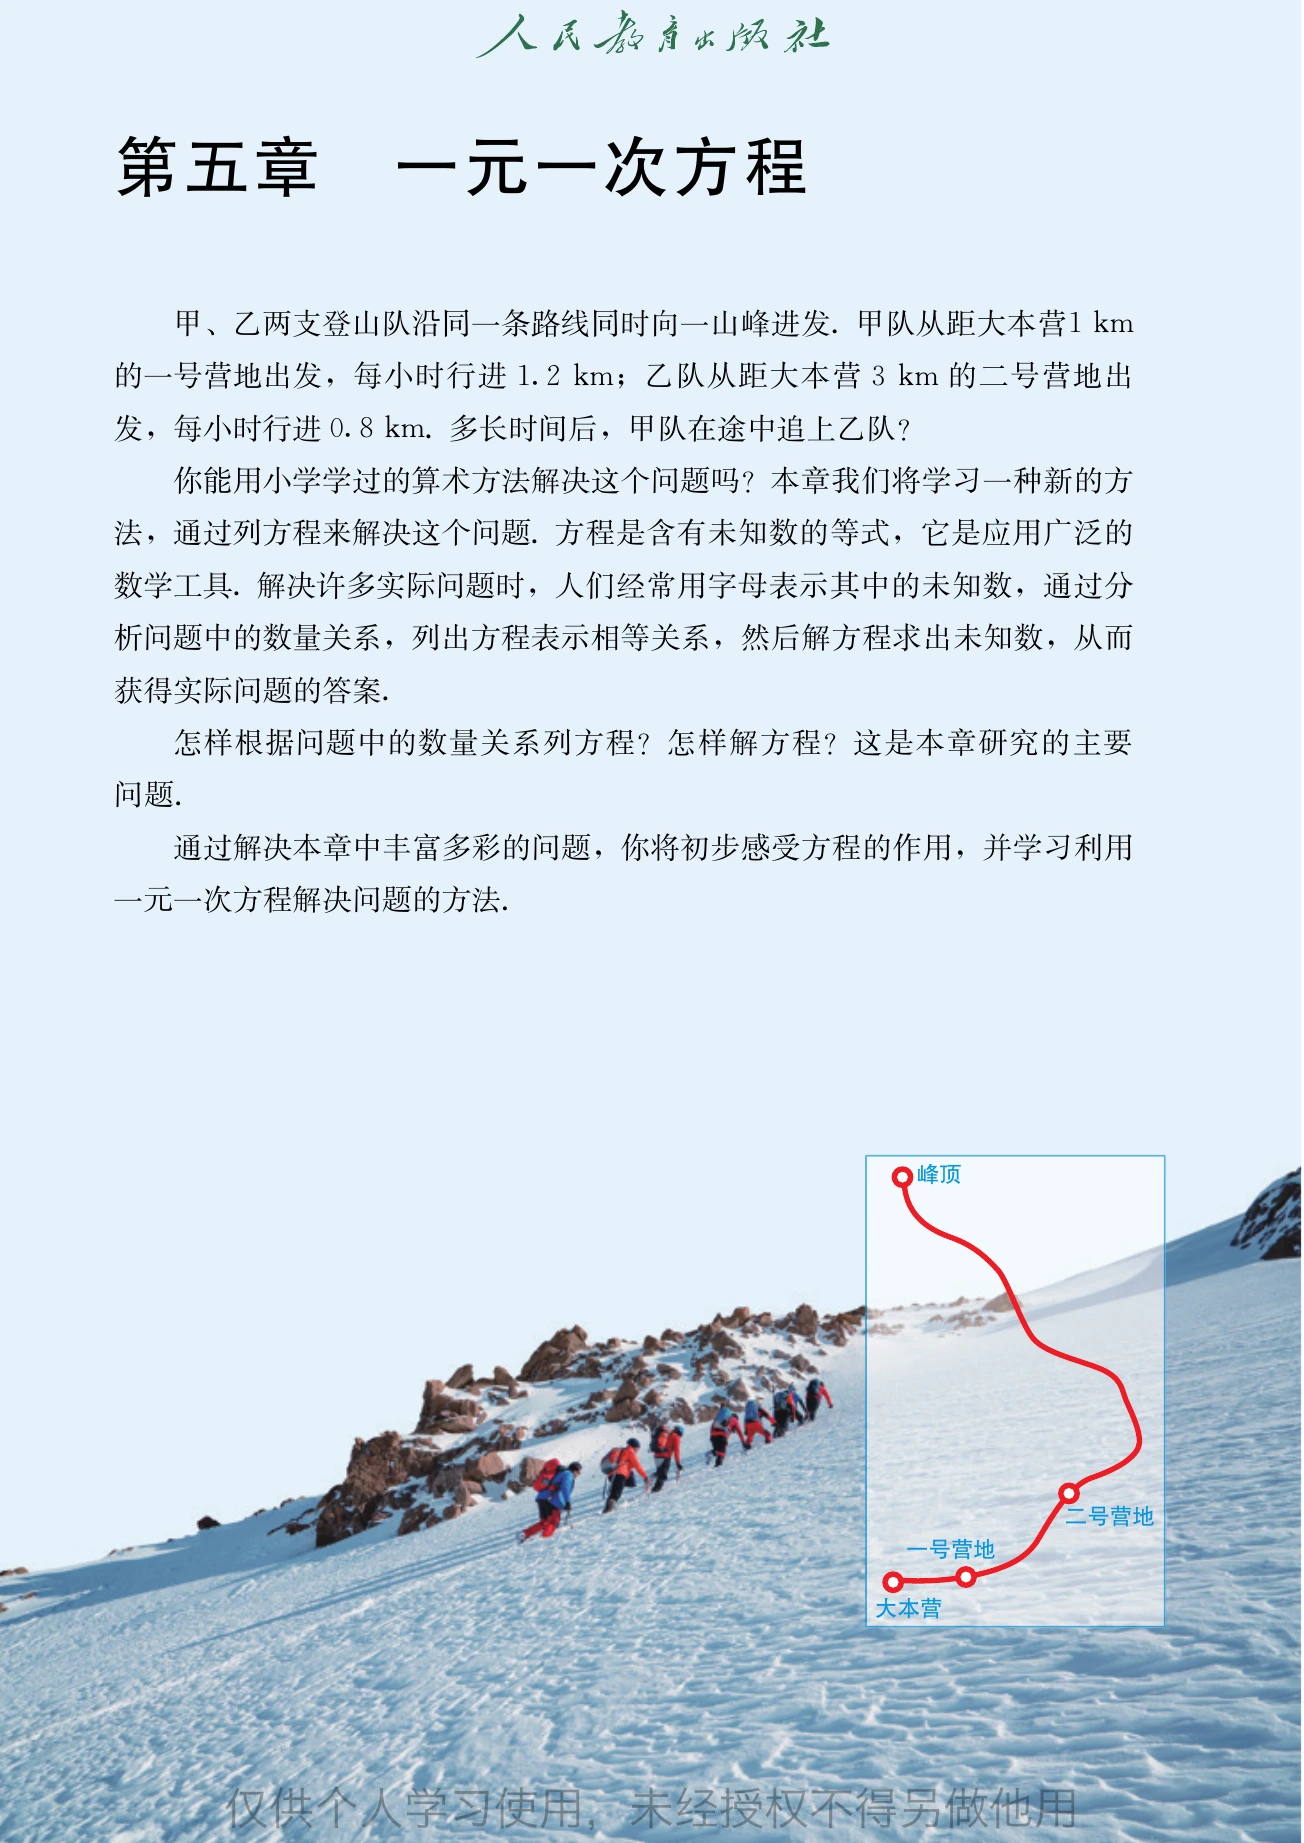 人民教育出版社
第五章 一元一次方程
甲、乙两支登山队沿同一条路线同时向一山峰进发. 甲队从距大本营1 km
的一号营地出发，每小时行进 1.2 km；乙队从距大本营 3 km 的二号营地出
发，每小时行进 0.8 km. 多长时间后，甲队在途中追上乙队？
你能用小学学过的算术方法解决这个问题吗？本章我们将学习一种新的方
法，通过列方程来解决这个问题. 方程是含有未知数的等式，它是应用广泛的
数学工具. 解决许多实际问题时，人们经常用字母表示其中的未知数，通过分
析问题中的数量关系，列出方程表示相等关系，然后解方程求出未知数，从而
获得实际问题的答案.
怎样根据问题中的数量关系列方程？怎样解方程？这是本章研究的主要
问题.
通过解决本章中丰富多彩的问题，你将初步感受方程的作用，并学习利用
一元一次方程解决问题的方法.
峰顶
二号营地
一号营地
大本营
仅供个人学习使用，未经授权不得另做他用